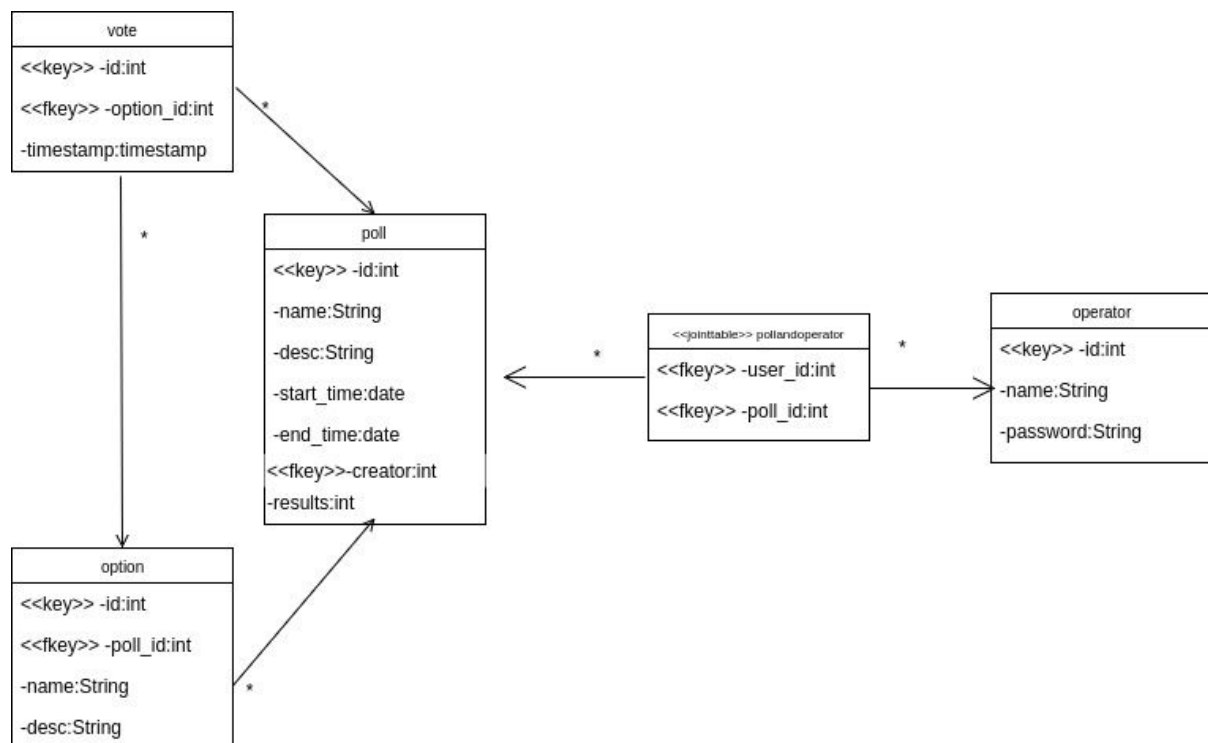 vote
<<key>> -id:int
<<fkey>> -option_id:int
-timestamp:timestamp
*
*
poll
<<key>> -id:int
-name:String
-desc:String
-start_time:date
-end_time:date
<<fkey>>-creator:int
-results:int
*
<<jointtable>> pollandoperator
<<fkey>> -user_id:int
<<fkey>> -poll_id:int
*
operator
<<key>> -id:int
-name:String
-password:String
option
<<key>> -id:int
<<fkey>> -poll_id:int
-name:String
-desc:String
*